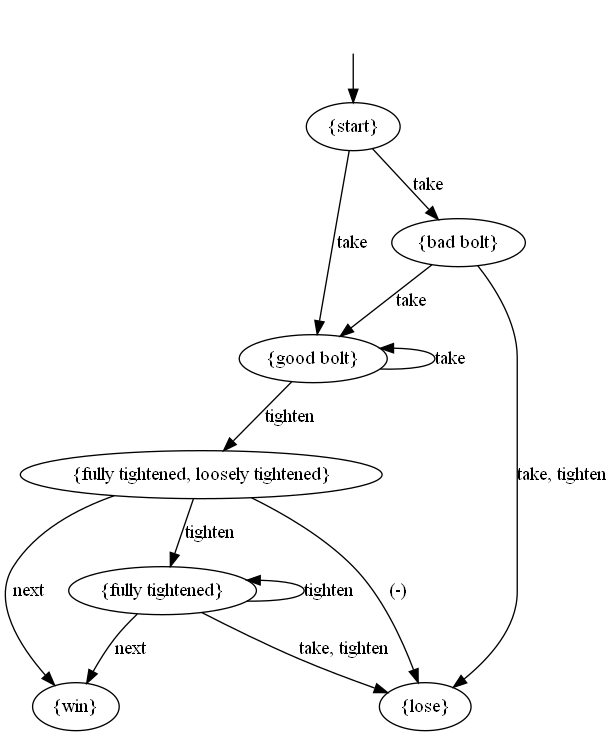 {start}
take
{bad bolt}
take
take
{good bolt}
take
tighten
{fully tightened, loosely tightened}
take, tighten
tighten
next
{fully tightened}
tighten
(-)
next
take, tighten
{win}
{lose}